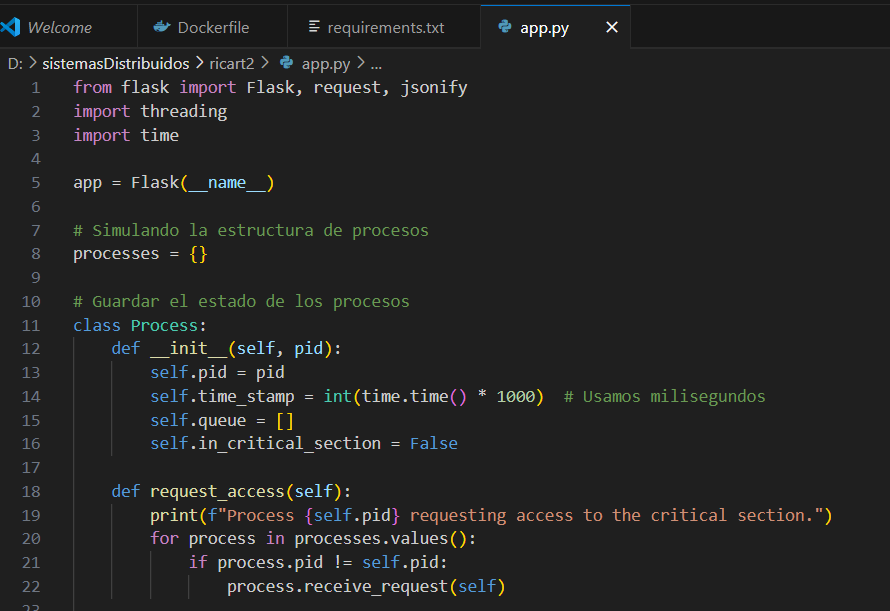 Welcome Dockerfile requirements.txt app.py
D: > sistemasDistribuidos > ricart2 > app.py > ...
1 from flask import Flask, request, jsonify
2 import threading
3 import time
4
5 app = Flask(__name__)
6
7 # Simulando la estructura de procesos
8 processes = {}
9
10 # Guardar el estado de los procesos
11 class Process:
12     def __init__(self, pid):
13         self.pid = pid
14         self.time_stamp = int(time.time() * 1000)  # Usamos milisegundos
15         self.queue = []
16         self.in_critical_section = False
17
18     def request_access(self):
19         print(f"Process {self.pid} requesting access to the critical section.")
20         for process in processes.values():
21             if process.pid != self.pid:
22                 process.receive_request(self)
23